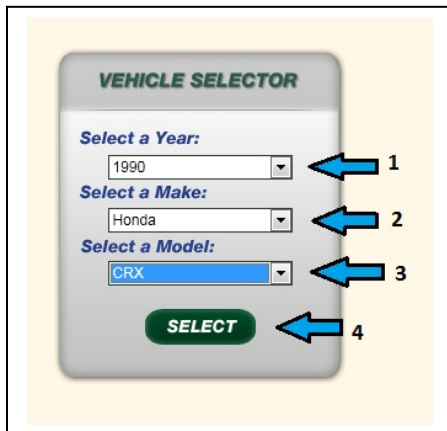 VEHICLE SELECTOR
Select a Year:
1990 1
Select a Make:
Honda 2
Select a Model:
CRX 3
SELECT 4